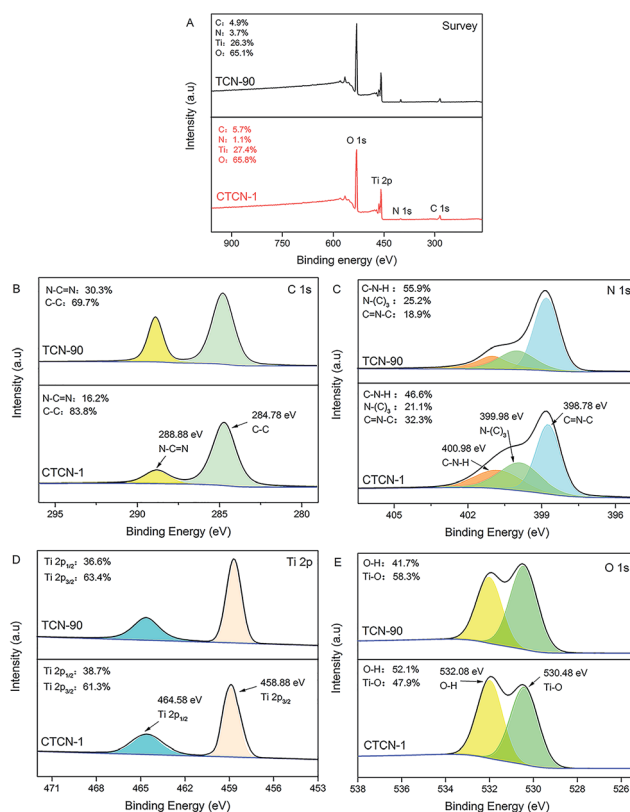 A
Survey
C: 4.9%
N: 3.7%
Ti: 26.3%
O: 65.1%
TCN-90
C: 5.7%
N: 1.1%
Ti: 27.4%
O: 65.8%
CTCN-1
O 1s
Ti 2p
N 1s
C 1s
Intensity (a.u)
900 750 600 450 300
Binding energy (eV)
B
C 1s
N-C=N: 30.3%
C-C: 69.7%
TCN-90
N-C=N: 16.2%
C-C: 83.8%
288.88 eV
N-C=N
284.78 eV
C-C
CTCN-1
Intensity (a.u)
295 291 287 283 279
Binding Energy (eV)
C
N 1s
C-N-H : 55.9%
N-(C)3 : 25.2%
C=N-C : 18.9%
TCN-90
C-N-H : 46.6%
N-(C)3 : 21.1%
C=N-C : 32.3%
399.98 eV
N-(C)3
398.78 eV
C=N-C
400.98 eV
C-N-H
CTCN-1
Intensity (a.u)
405 402 399 396
Binding Energy (eV)
D
Ti 2p
Ti 2p1/2: 36.6%
Ti 2p3/2: 63.4%
TCN-90
Ti 2p1/2: 38.7%
Ti 2p3/2: 61.3%
464.58 eV
Ti 2p1/2
458.88 eV
Ti 2p3/2
CTCN-1
Intensity (a.u)
471 468 465 462 459 456 453
Binding Energy (eV)
E
O 1s
O-H: 41.7%
Ti-O: 58.3%
TCN-90
O-H: 52.1%
Ti-O: 47.9%
532.08 eV
O-H
530.48 eV
Ti-O
CTCN-1
Intensity (a.u)
538 536 534 532 530 528 526
Binding Energy (eV)